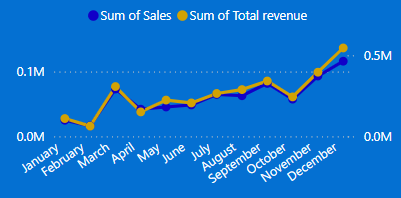 Sum of Sales Sum of Total revenue
0.5M
0.1M
0.0M 0.0M
January February March April May June July August September October November December